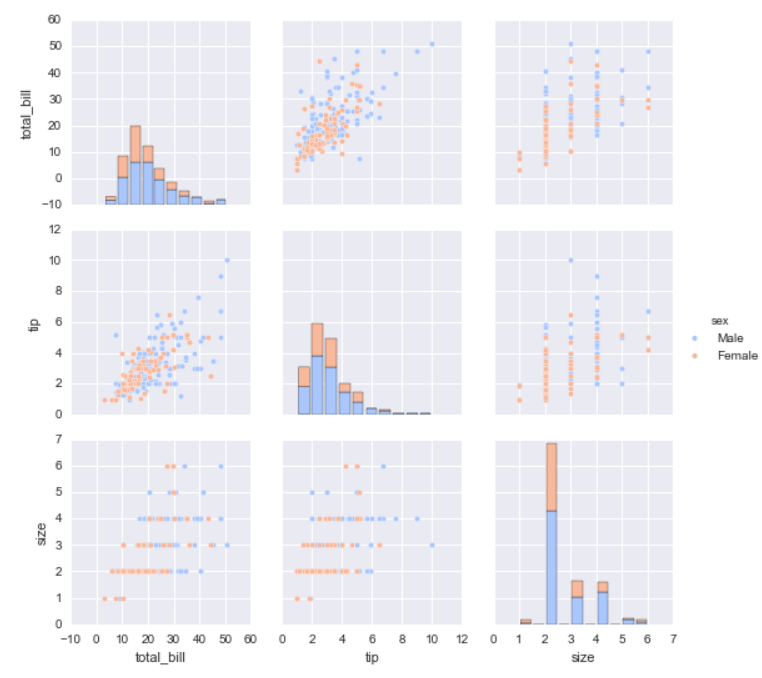 60
50
40
30
20
10
0
−10
total_bill
12
10
8
6
4
2
0
tip
sex
Male
Female
7
6
5
4
3
2
1
0
size
−10 0 10 20 30 40 50 60
0 2 4 6 8 10 12
0 1 2 3 4 5 6 7
total_bill
tip
size